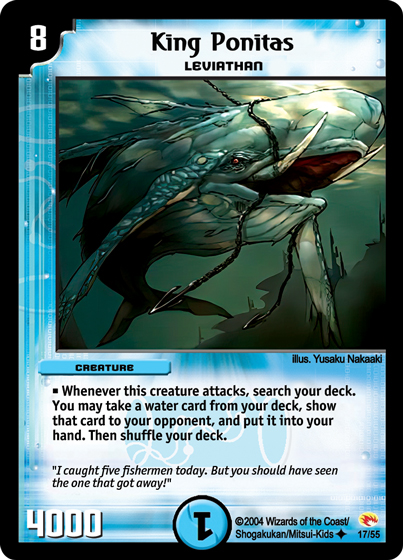 8
King Ponitas
LEVIATHAN
illus. Yusaku Nakaaki
CREATURE
▪ Whenever this creature attacks, search your deck.
You may take a water card from your deck, show
that card to your opponent, and put it into your
hand. Then shuffle your deck.
"I caught five fishermen today. But you should have seen
the one that got away!"
4000
1
©2004 Wizards of the Coast/
Shogakukan/Mitsui-Kids ✦ 17/55